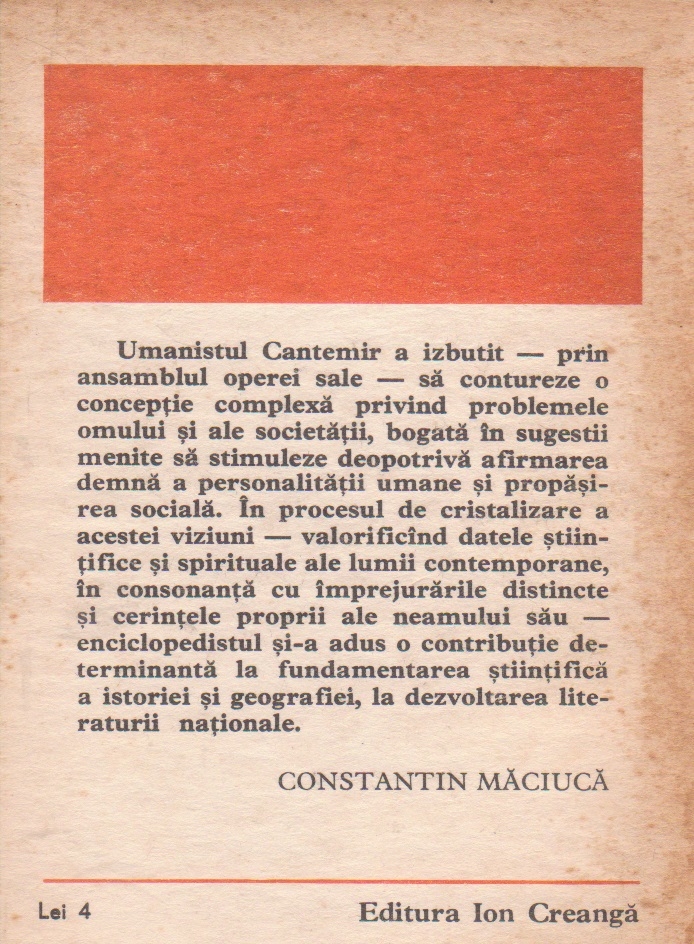 Umanistul Cantemir a izbutit — prin
ansamblul operei sale — să contureze o
concepție complexă privind problemele
omului și ale societății, bogată în sugestii
menite să stimuleze deopotrivă afirmarea
demnă a personalității umane și propăși-
rea socială. În procesul de cristalizare a
acestei viziuni — valorificînd datele știin-
țifice și spirituale ale lumii contemporane,
în consonanță cu împrejurările distincte
și cerințele proprii ale neamului său —
enciclopedistul și-a adus o contribuție de-
terminantă la fundamentarea științifică
a istoriei și geografiei, la dezvoltarea lite-
raturii naționale.
CONSTANTIN MĂCIUCĂ
Lei 4
Editura Ion Creangă